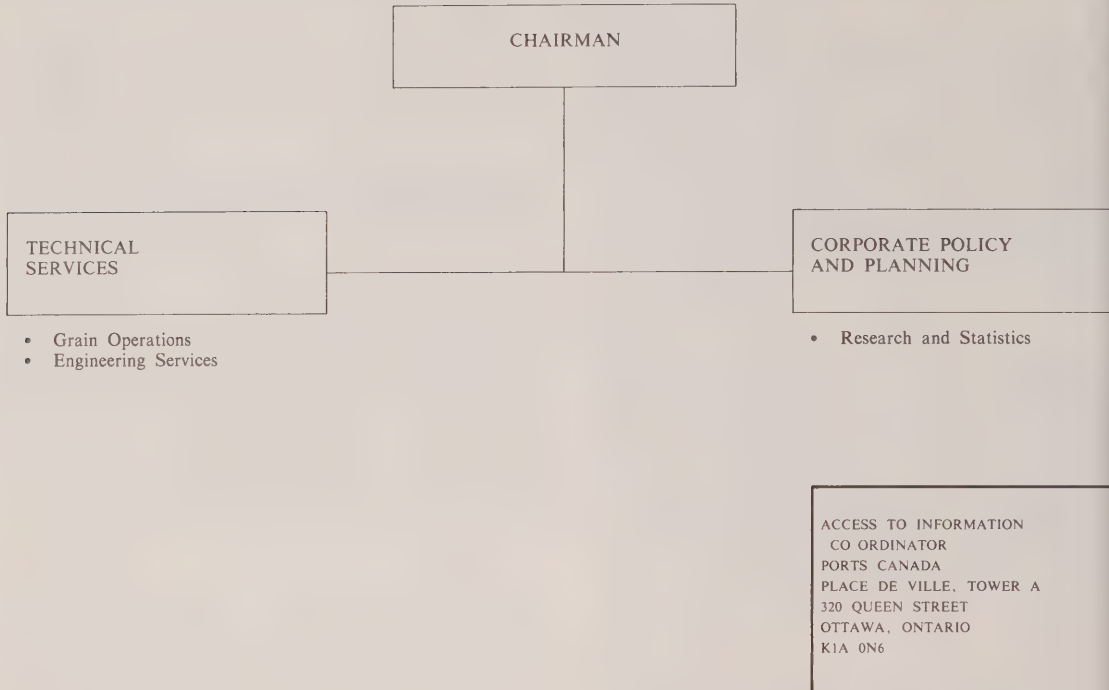 CHAIRMAN
TECHNICAL
SERVICES
• Grain Operations
• Engineering Services
CORPORATE POLICY
AND PLANNING
• Research and Statistics
ACCESS TO INFORMATION
CO ORDINATOR
PORTS CANADA
PLACE DE VILLE, TOWER A
320 QUEEN STREET
OTTAWA, ONTARIO
K1A 0N6